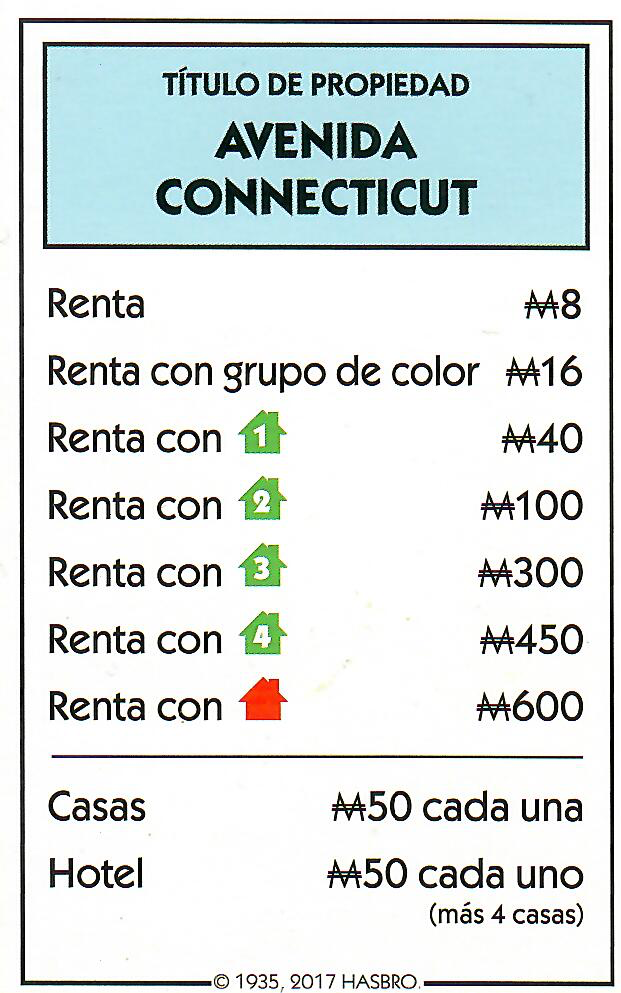 TÍTULO DE PROPIEDAD
AVENIDA
CONNECTICUT
Renta ₩8
Renta con grupo de color ₩16
Renta con 1 ₩40
Renta con 2 ₩100
Renta con 3 ₩300
Renta con 4 ₩450
Renta con ₩600
Casas ₩50 cada una
Hotel ₩50 cada uno
(más 4 casas)
© 1935, 2017 HASBRO.